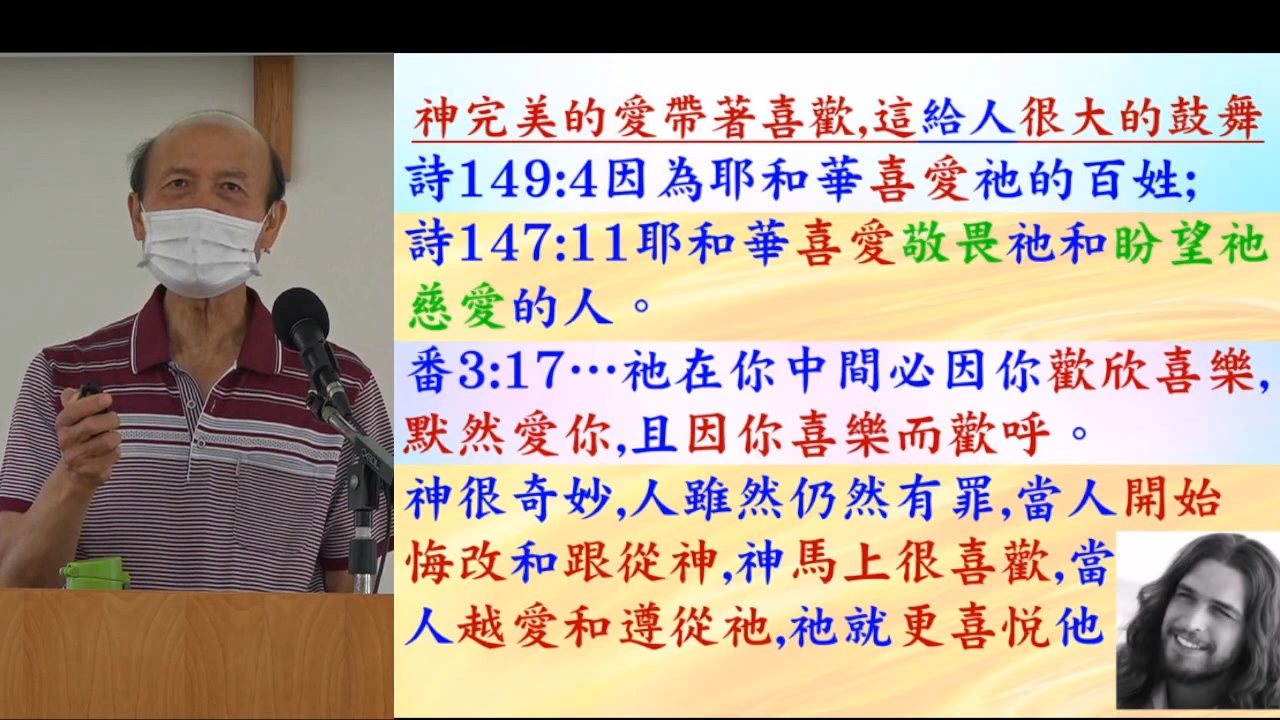 神完美的愛帶著喜歡,這給人很大的鼓舞
詩149:4因為耶和華喜愛祂的百姓;
詩147:11耶和華喜愛敬畏祂和盼望祂
慈愛的人。
番3:17…祂在你中間必因你歡欣喜樂,
默然愛你,且因你喜樂而歡呼。
神很奇妙,人雖然仍然有罪,當人開始
悔改和跟從神,神馬上很喜歡,當
人越愛和遵從祂,祂就更喜悅他